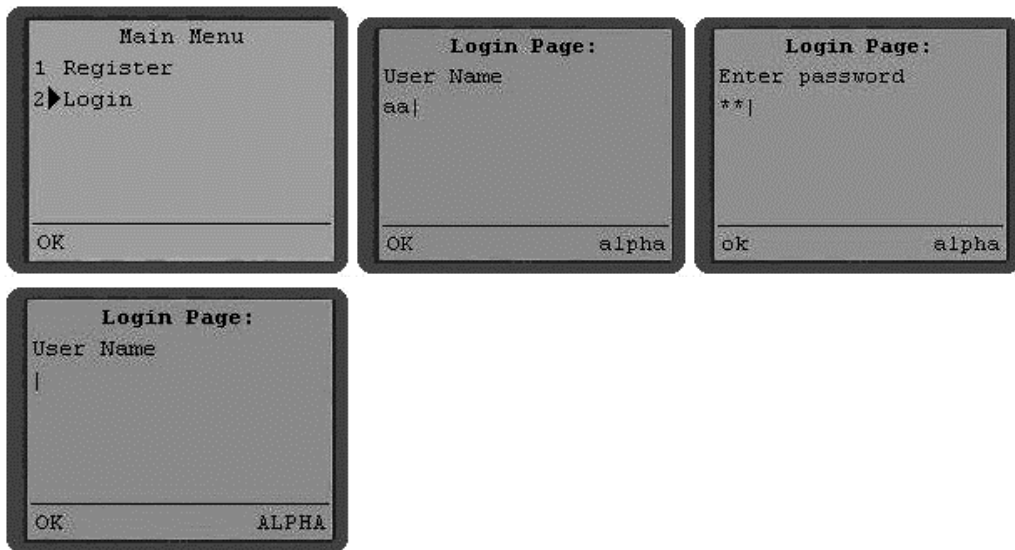 Main Menu
1 Register
2 Login
OK
Login Page:
User Name
aa|
OK alpha
Login Page:
Enter password
**|
ok alpha
Login Page:
User Name
|
OK ALPHA